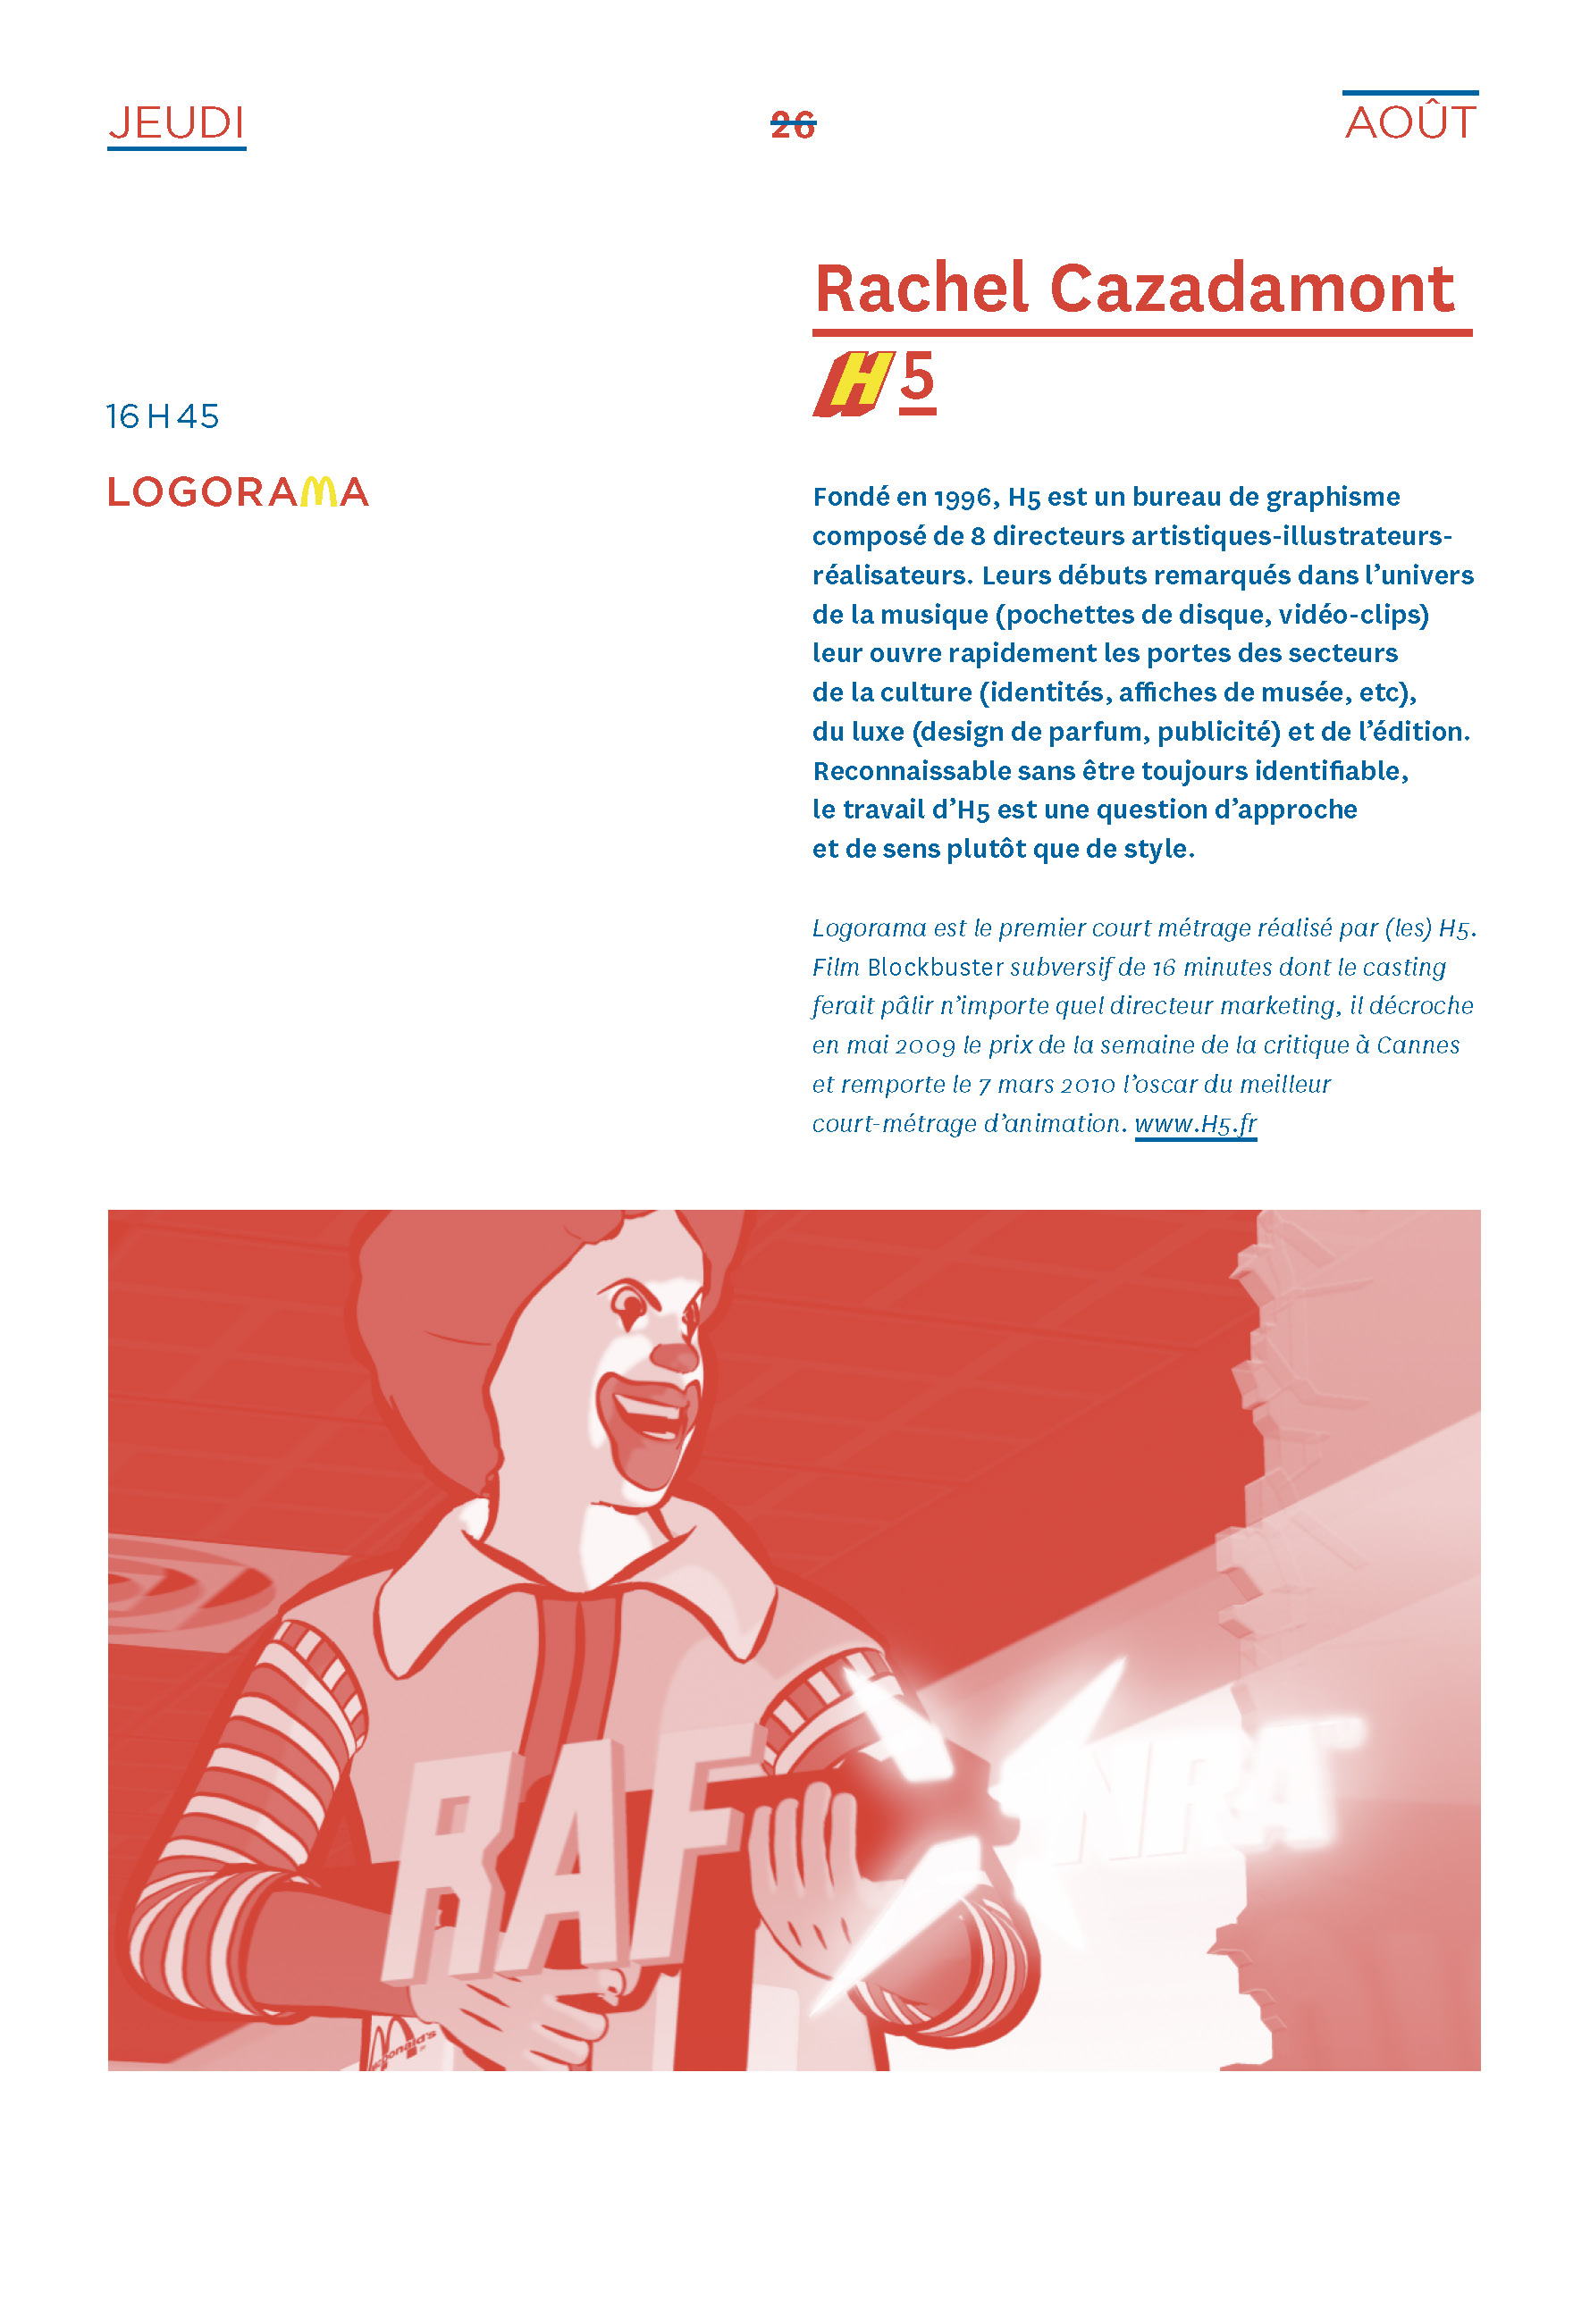 JEUDI 26 AOÛT
Rachel Cazadamont
H5
16 H 45
LOGORAMA
Fondé en 1996, H5 est un bureau de graphisme
composé de 8 directeurs artistiques-illustrateurs-
réalisateurs. Leurs débuts remarqués dans l’univers
de la musique (pochettes de disque, vidéo-clips)
leur ouvre rapidement les portes des secteurs
de la culture (identités, affiches de musée, etc),
du luxe (design de parfum, publicité) et de l’édition.
Reconnaissable sans être toujours identifiable,
le travail d’H5 est une question d’approche
et de sens plutôt que de style.
Logorama est le premier court métrage réalisé par (les) H5.
Film Blockbuster subversif de 16 minutes dont le casting
ferait pâlir n’importe quel directeur marketing, il décroche
en mai 2009 le prix de la semaine de la critique à Cannes
et remporte le 7 mars 2010 l’oscar du meilleur
court-métrage d’animation. www.H5.fr
RAF
NRA